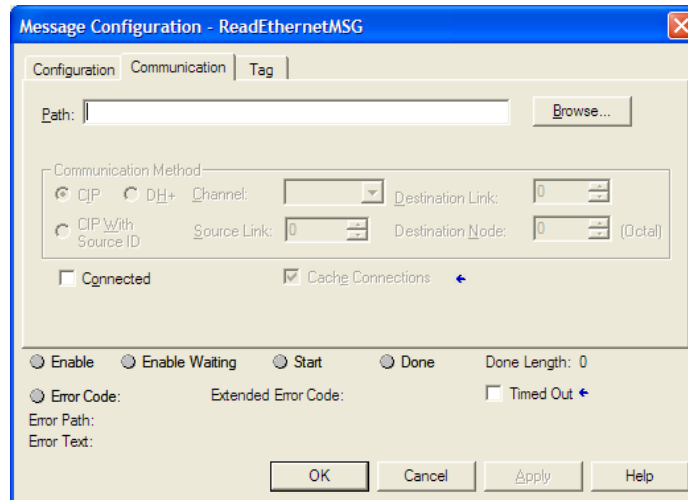 Message Configuration - ReadEthernetMSG
Configuration Communication Tag
Path: Browse...
Communication Method
CIP DH+ Channel: Destination Link: 0
CIP With
Source ID Source Link: 0 Destination Node: 0 (Octal)
Connected Cache Connections
Enable Enable Waiting Start Done Done Length: 0
Error Code: Extended Error Code: Timed Out
Error Path:
Error Text:
OK Cancel Apply Help